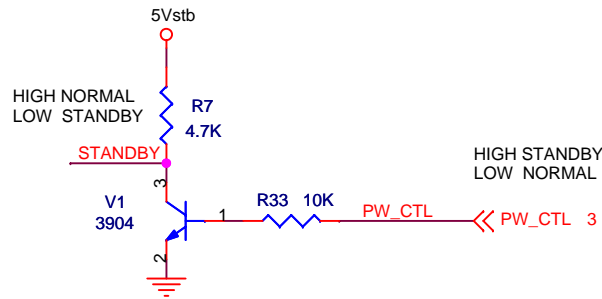 5Vstb
HIGH NORMAL
LOW STANDBY
R7
4.7K
STANDBY
HIGH STANDBY
LOW NORMAL
3
V1
3904
1
R33 10K
PW_CTL
PW_CTL 3
2